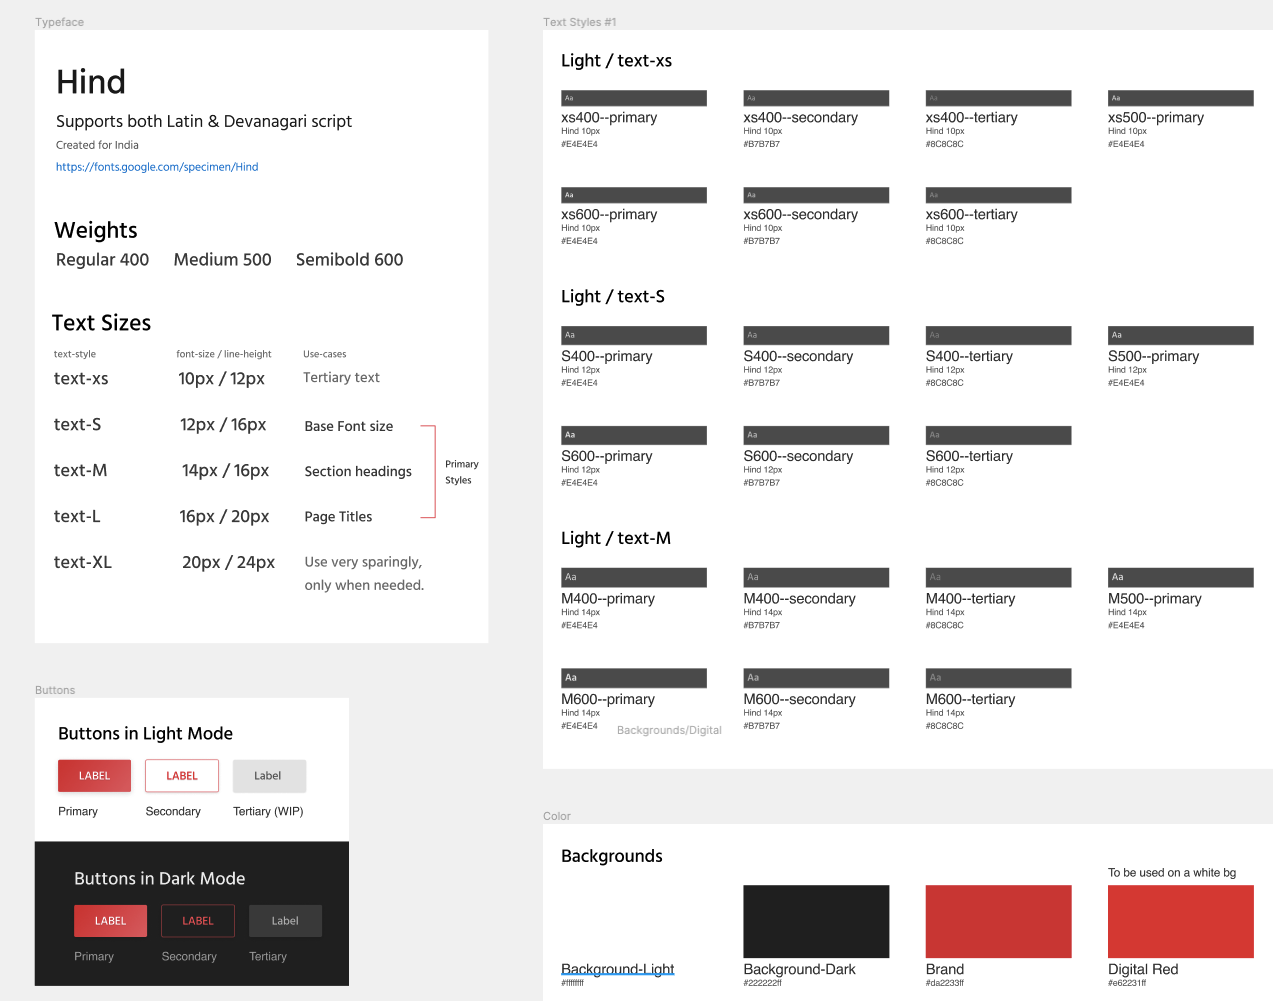 Typeface
Hind
Supports both Latin & Devanagari script
Created for India
https://fonts.google.com/specimen/Hind
Weights
Regular 400 Medium 500 Semibold 600
Text Sizes
text-style font-size / line-height Use-cases
text-xs 10px / 12px Tertiary text
text-S 12px / 16px Base Font size
text-M 14px / 16px Section headings
text-L 16px / 20px Page Titles
Primary
Styles
text-XL 20px / 24px Use very sparingly,
only when needed.
Buttons
Buttons in Light Mode
LABEL LABEL Label
Primary Secondary Tertiary (WIP)
Buttons in Dark Mode
LABEL LABEL Label
Primary Secondary Tertiary
Text Styles #1
Light / text-xs
Aa Aa Aa Aa
xs400--primary xs400--secondary xs400--tertiary xs500--primary
Hind 10px Hind 10px Hind 10px Hind 10px
#E4E4E4 #B7B7B7 #8C8C8C #E4E4E4
Aa Aa Aa
xs600--primary xs600--secondary xs600--tertiary
Hind 10px Hind 10px Hind 10px
#E4E4E4 #B7B7B7 #8C8C8C
Light / text-S
Aa Aa Aa Aa
S400--primary S400--secondary S400--tertiary S500--primary
Hind 12px Hind 12px Hind 12px Hind 12px
#E4E4E4 #B7B7B7 #8C8C8C #E4E4E4
Aa Aa Aa
S600--primary S600--secondary S600--tertiary
Hind 12px Hind 12px Hind 12px
#E4E4E4 #B7B7B7 #8C8C8C
Light / text-M
Aa Aa Aa Aa
M400--primary M400--secondary M400--tertiary M500--primary
Hind 14px Hind 14px Hind 14px Hind 14px
#E4E4E4 #B7B7B7 #8C8C8C #E4E4E4
Aa Aa Aa
M600--primary M600--secondary M600--tertiary
Hind 14px Hind 14px Hind 14px
#E4E4E4 #B7B7B7 #8C8C8C
Backgrounds/Digital
Color
Backgrounds
To be used on a white bg
Background-Light Background-Dark Brand Digital Red
#ffffffff #222222ff #da2233ff #e62231ff